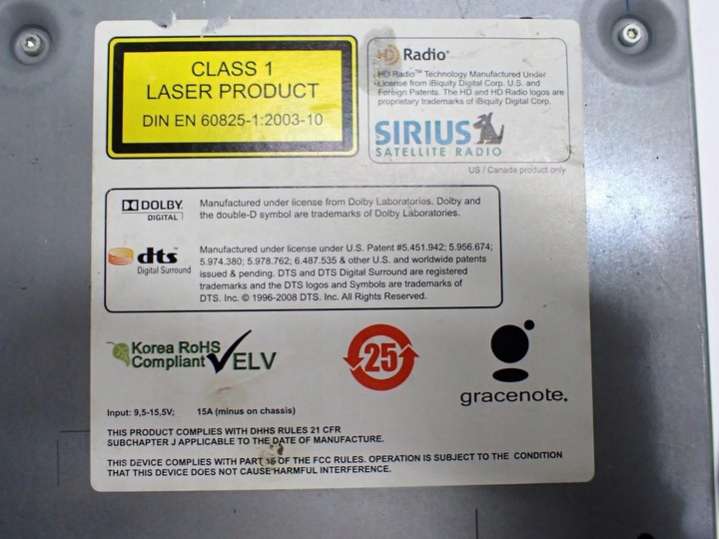 CLASS 1
LASER PRODUCT
DIN EN 60825-1:2003-10
HD Radio
HD Radio™ Technology Manufactured Under
License from iBiquity Digital Corp. U.S. and
Foreign Patents. The HD and HD Radio logos are
proprietary trademarks of iBiquity Digital Corp.
SIRIUS
SATELLITE RADIO
US / Canada product only
DOLBY
DIGITAL
Manufactured under license from Dolby Laboratories. Dolby and
the double-D symbol are trademarks of Dolby Laboratories.
dts
Digital Surround
Manufactured under license under U.S. Patent #5.451.942; 5.956.674;
5.974.380; 5.978.762; 6.487.535 & other U.S. and worldwide patents
issued & pending. DTS and DTS Digital Surround are registered
trademarks and the DTS logos and Symbols are trademarks of
DTS. Inc. © 1996-2008 DTS. Inc. All Rights Reserved.
Korea RoHS
Compliant
ELV
25
gracenote.
Input: 9,5-15,5V; 15A (minus on chassis)
THIS PRODUCT COMPLIES WITH DHHS RULES 21 CFR
SUBCHAPTER J APPLICABLE TO THE DATE OF MANUFACTURE.
THIS DEVICE COMPLIES WITH PART OF THE FCC RULES. OPERATION IS SUBJECT TO THE CONDITION
THAT THIS DEVICE DOES NOT CAUSE HARMFUL INTERFERENCE.